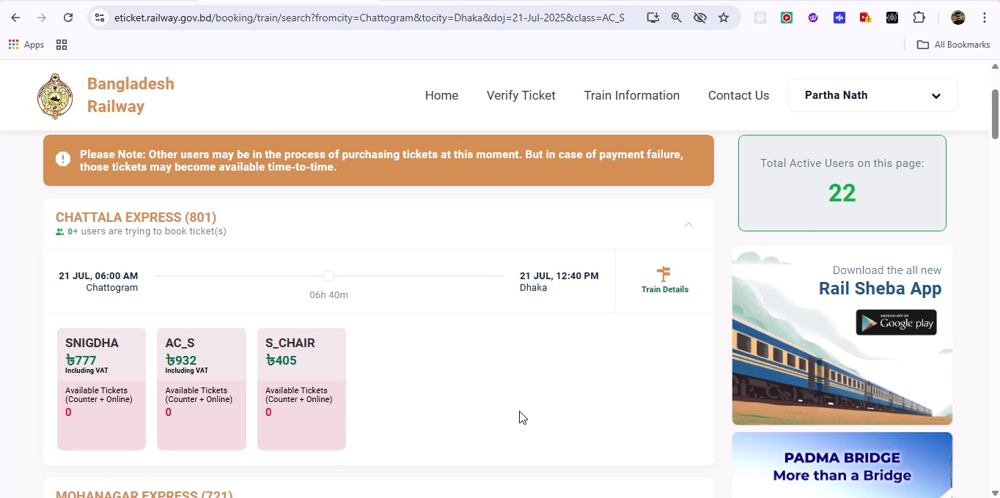 eticket.railway.gov.bd/booking/train/search?fromcity=Chattogram&tocity=Dhaka&doj=21-Jul-2025&class=AC_S
Apps
All Bookmarks
Bangladesh
Railway
Home
Verify Ticket
Train Information
Contact Us
Partha Nath
Please Note: Other users may be in the process of purchasing tickets at this moment. But in case of payment failure,
those tickets may become available time-to-time.
Total Active Users on this page:
22
CHATTALA EXPRESS (801)
0+ users are trying to book ticket(s)
21 JUL, 06:00 AM
Chattogram
06h 40m
21 JUL, 12:40 PM
Dhaka
Train Details
SNIGDHA
৳777
Including VAT
Available Tickets
(Counter + Online)
0
AC_S
৳932
Including VAT
Available Tickets
(Counter + Online)
0
S_CHAIR
৳405
Available Tickets
(Counter + Online)
0
Download the all new
Rail Sheba App
ANDROID APP ON
Google play
PADMA BRIDGE
More than a Bridge
MOHANAGAR EXPRESS (721)